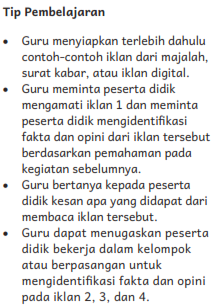 Tip Pembelajaran
• Guru menyiapkan terlebih dahulu
contoh-contoh iklan dari majalah,
surat kabar, atau iklan digital.
• Guru meminta peserta didik
mengamati iklan 1 dan meminta
peserta didik mengidentifikasi
fakta dan opini dari iklan tersebut
berdasarkan pemahaman pada
kegiatan sebelumnya.
• Guru bertanya kepada peserta
didik kesan apa yang didapat dari
membaca iklan tersebut.
• Guru dapat menugaskan peserta
didik bekerja dalam kelompok
atau berpasangan untuk
mengidentifikasi fakta dan opini
pada iklan 2, 3, dan 4.